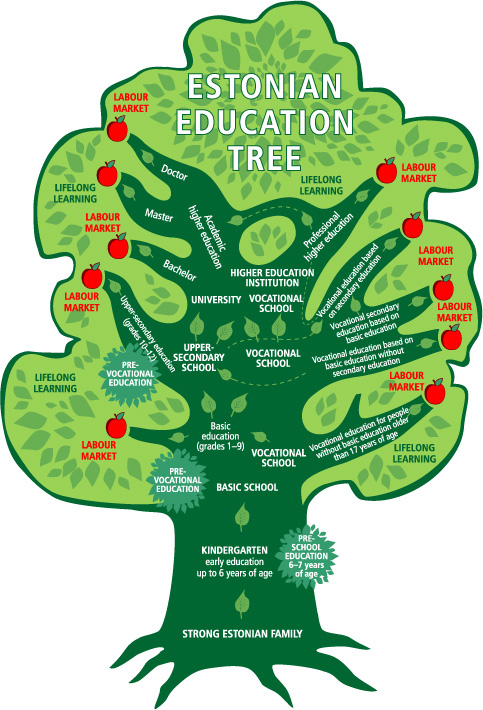 ESTONIAN
EDUCATION
TREE
LABOUR
MARKET
Doctor
LIFELONG
LEARNING
LIFELONG
LEARNING
LABOUR
MARKET
Master
Academic
higher education
Professional
higher education
LABOUR
MARKET
Bachelor
HIGHER EDUCATION
INSTITUTION
Vocational education based
on secondary education
LABOUR
MARKET
UNIVERSITY
VOCATIONAL
SCHOOL
LABOUR
MARKET
Upper-secondary education
(grades 10–12)
Vocational secondary
education based on
basic education
LABOUR
MARKET
UPPER-
SECONDARY
SCHOOL
VOCATIONAL
SCHOOL
Vocational education based on
basic education without
secondary education
PRE-
VOCATIONAL
EDUCATION
LIFELONG
LEARNING
LABOUR
MARKET
Basic
education
(grades 1–9)
Vocational education for people
without basic education older
than 17 years of age
LABOUR
MARKET
VOCATIONAL
SCHOOL
LIFELONG
LEARNING
PRE-
VOCATIONAL
EDUCATION
BASIC SCHOOL
KINDERGARTEN
early education
up to 6 years of age
PRE-
SCHOOL
EDUCATION
6–7 years
of age
STRONG ESTONIAN FAMILY